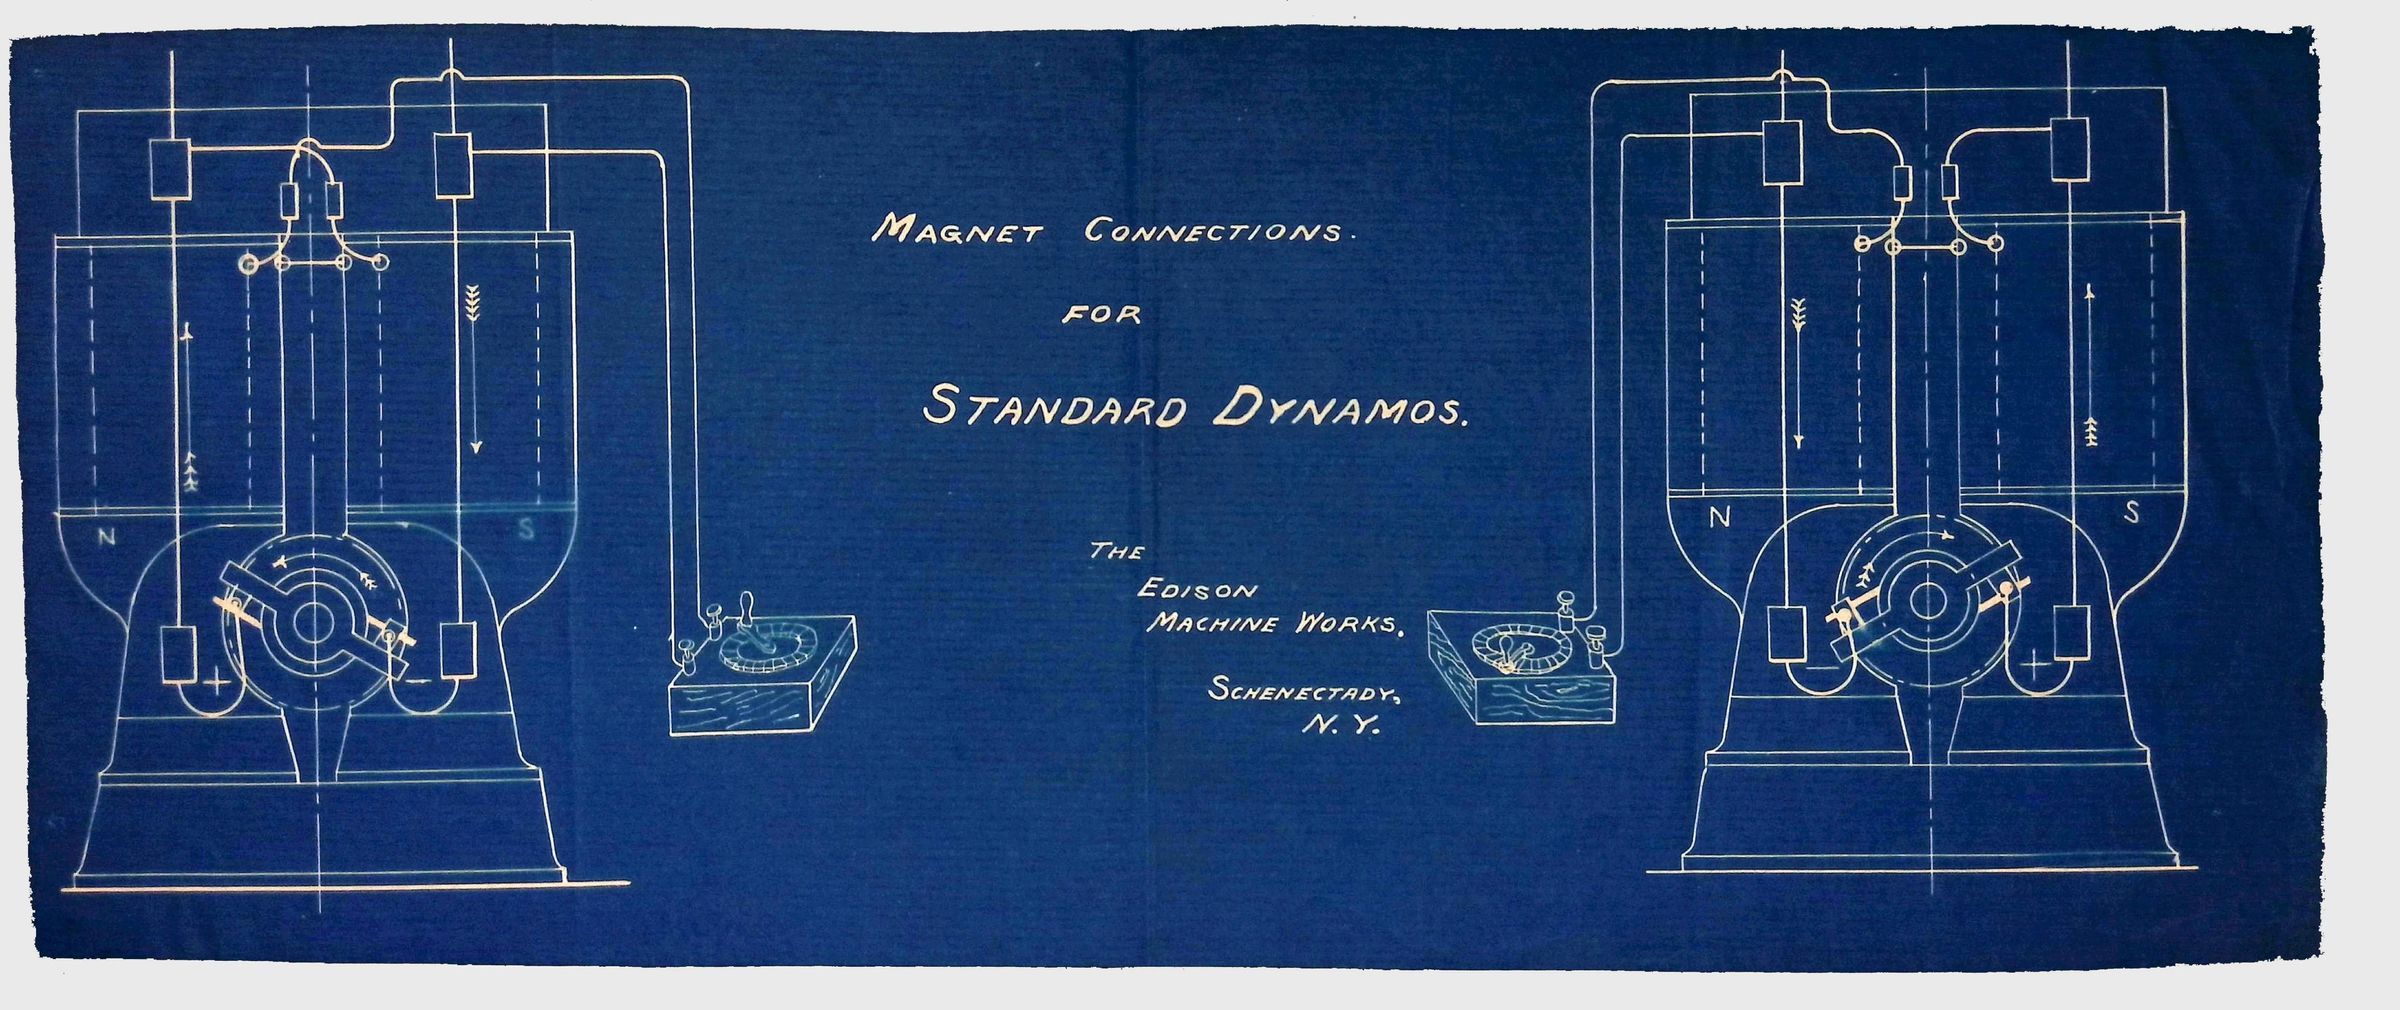 MAGNET CONNECTIONS.
FOR
STANDARD DYNAMOS.
THE
EDISON
MACHINE WORKS.
SCHENECTADY,
N.Y.
N
S
+
−
N
S
−
+